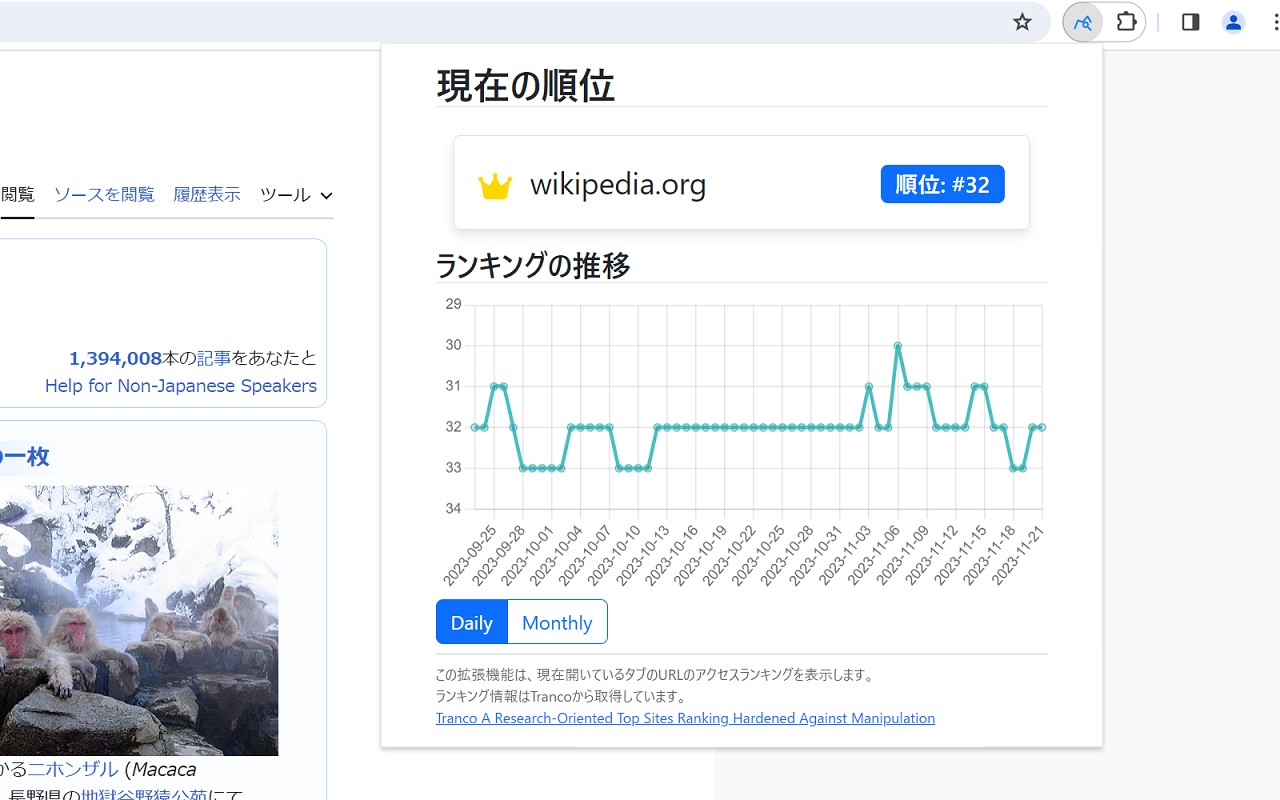 現在の順位
wikipedia.org
順位: #32
閲覧 ソースを閲覧 履歴表示 ツール
ランキングの推移
29
30
31
32
33
34
2023-09-25 2023-09-28 2023-10-01 2023-10-04 2023-10-07 2023-10-10 2023-10-13 2023-10-16 2023-10-19 2023-10-22 2023-10-25 2023-10-28 2023-10-31 2023-11-03 2023-11-06 2023-11-09 2023-11-12 2023-11-15 2023-11-18 2023-11-21
Daily Monthly
この拡張機能は、現在開いているタブのURLのアクセスランキングを表示します。
ランキング情報はTrancoから取得しています。
Tranco A Research-Oriented Top Sites Ranking Hardened Against Manipulation
1,394,008本の記事をあなたと
Help for Non-Japanese Speakers
の一枚
かるニホンザル (Macaca
長野県の地獄谷野猿公苑にて